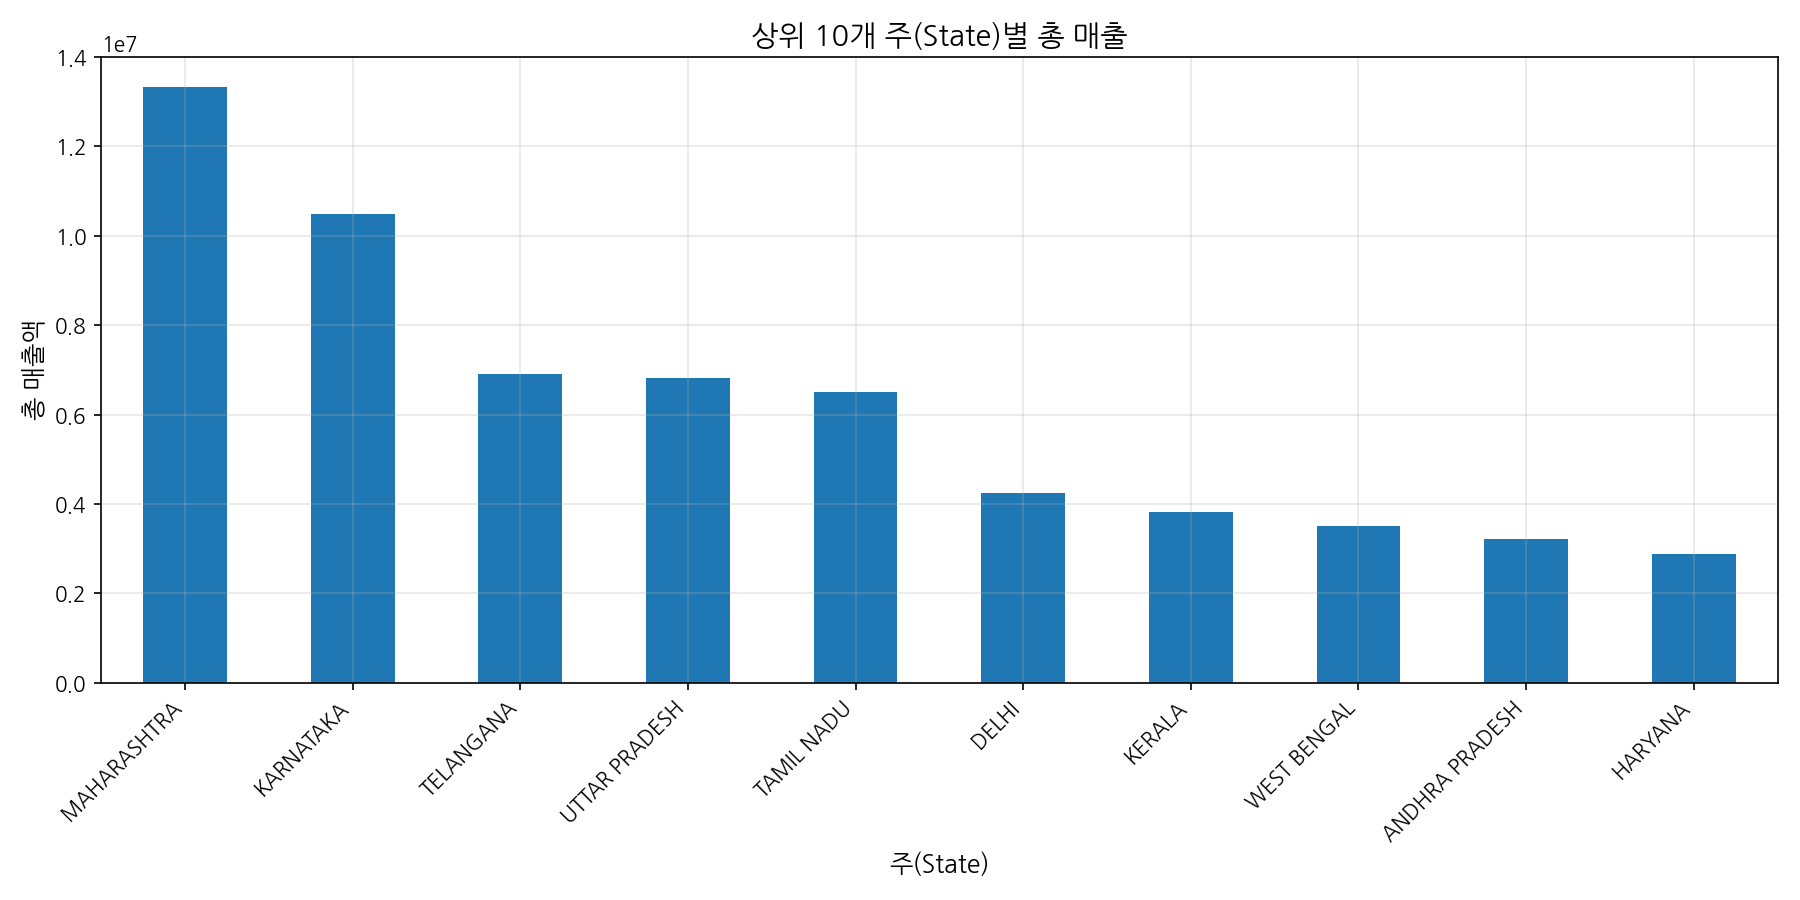 상위 10개 주(State)별 총 매출
1e7
1.4
1.2
1.0
0.8
0.6
0.4
0.2
0.0
총 매출액
MAHARASHTRA
KARNATAKA
TELANGANA
UTTAR PRADESH
TAMIL NADU
DELHI
KERALA
WEST BENGAL
ANDHRA PRADESH
HARYANA
주(State)